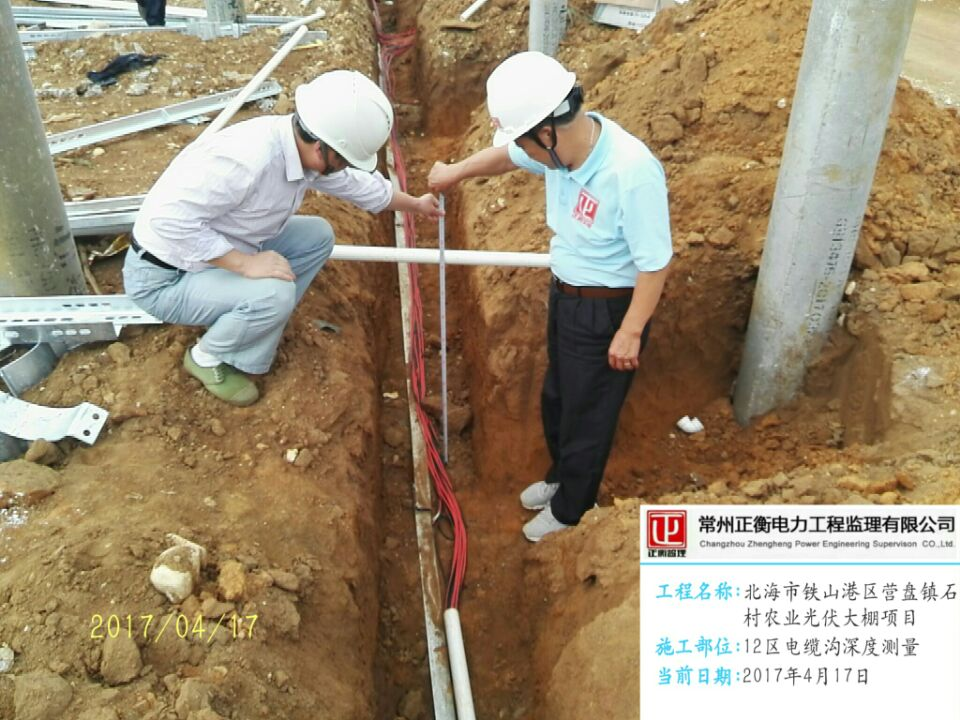 2017/04/17
正衡监理
常州正衡电力工程监理有限公司
Changzhou Zhengheng Power Engineering Supervison CO.,Ltd.
工程名称:北海市铁山港区营盘镇石
村农业光伏大棚项目
施工部位:12区电缆沟深度测量
当前日期:2017年4月17日